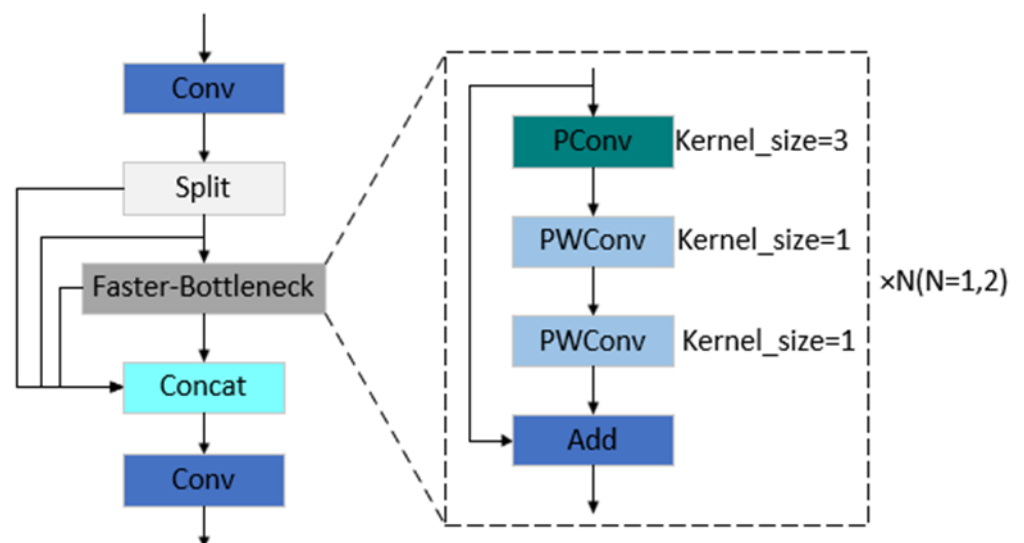 Conv
Split
Faster-Bottleneck
Concat
Conv
PConv Kernel_size=3
PWConv Kernel_size=1
PWConv Kernel_size=1
Add
×N(N=1,2)